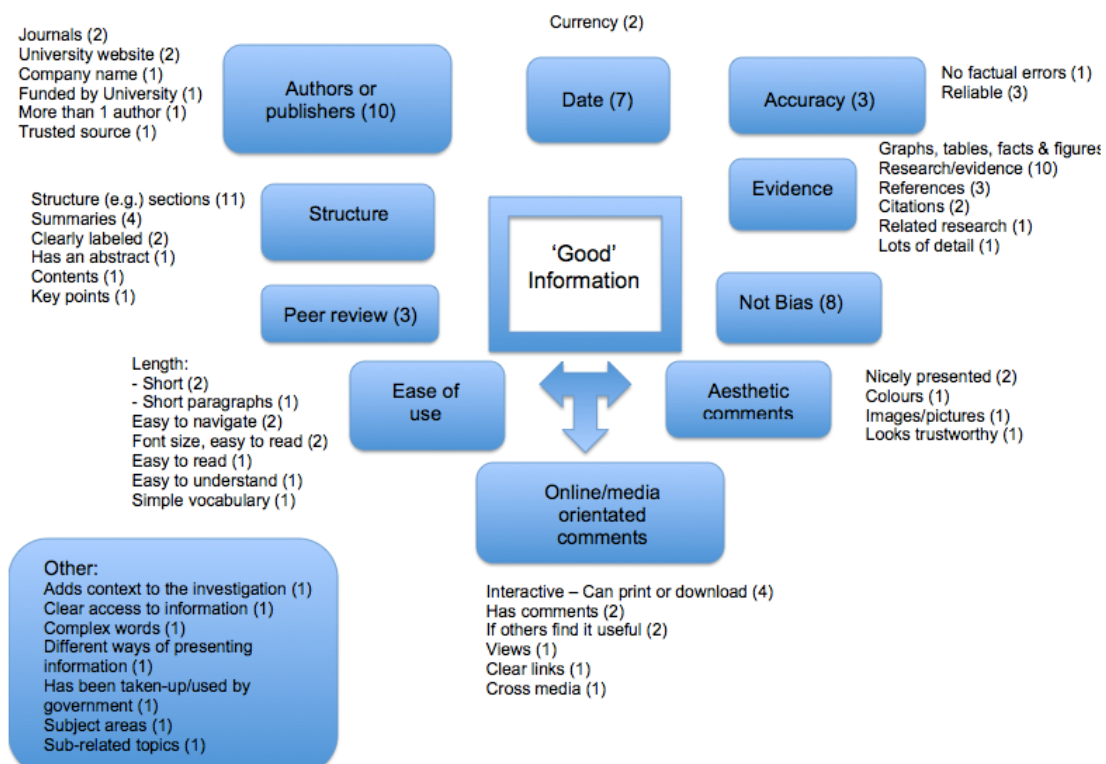 Currency (2)
Journals (2)
University website (2)
Company name (1)
Funded by University (1)
More than 1 author (1)
Trusted source (1)
Authors or
publishers (10)
Date (7)
Accuracy (3)
No factual errors (1)
Reliable (3)
Structure (e.g.) sections (11)
Summaries (4)
Clearly labeled (2)
Has an abstract (1)
Contents (1)
Key points (1)
Structure
'Good'
Information
Evidence
Graphs, tables, facts & figures
Research/evidence (10)
References (3)
Citations (2)
Related research (1)
Lots of detail (1)
Peer review (3)
Not Bias (8)
Length:
- Short (2)
- Short paragraphs (1)
Easy to navigate (2)
Font size, easy to read (2)
Easy to read (1)
Easy to understand (1)
Simple vocabulary (1)
Ease of
use
Aesthetic
comments
Nicely presented (2)
Colours (1)
Images/pictures (1)
Looks trustworthy (1)
Online/media
orientated
comments
Interactive – Can print or download (4)
Has comments (2)
If others find it useful (2)
Views (1)
Clear links (1)
Cross media (1)
Other:
Adds context to the investigation (1)
Clear access to information (1)
Complex words (1)
Different ways of presenting
information (1)
Has been taken-up/used by
government (1)
Subject areas (1)
Sub-related topics (1)